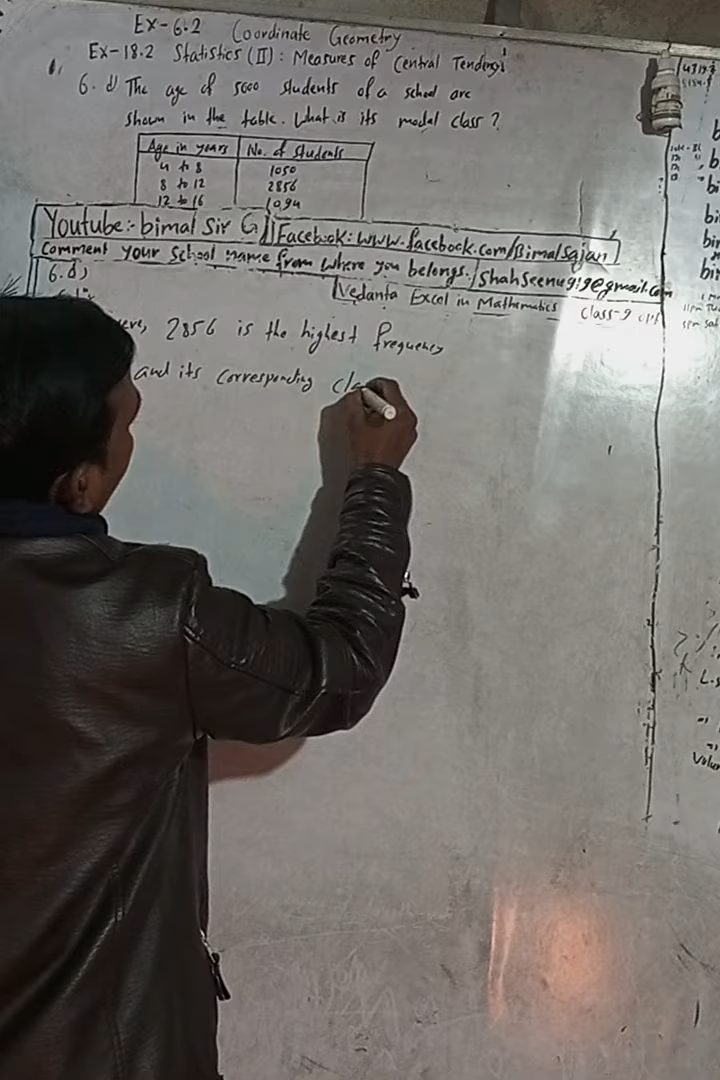 Ex-6.2 Coordinate Geometry
Ex-18.2 Statistics (II): Measures of Central Tendency
6. d) The age of 5000 students of a school are
shown in the table. What is its modal class?
Age in years No. of students
4 to 8 1050
8 to 12 2856
12 to 16 1094
Youtube:- bimal Sir G
Facebook: www.facebook.com/Bimalsajan
Comment your school name from where you belongs. / shahseenu919@gmail.com
6. d)
Vedanta Excel in Mathematics class-9
2856 is the highest frequency
and its corresponding cla